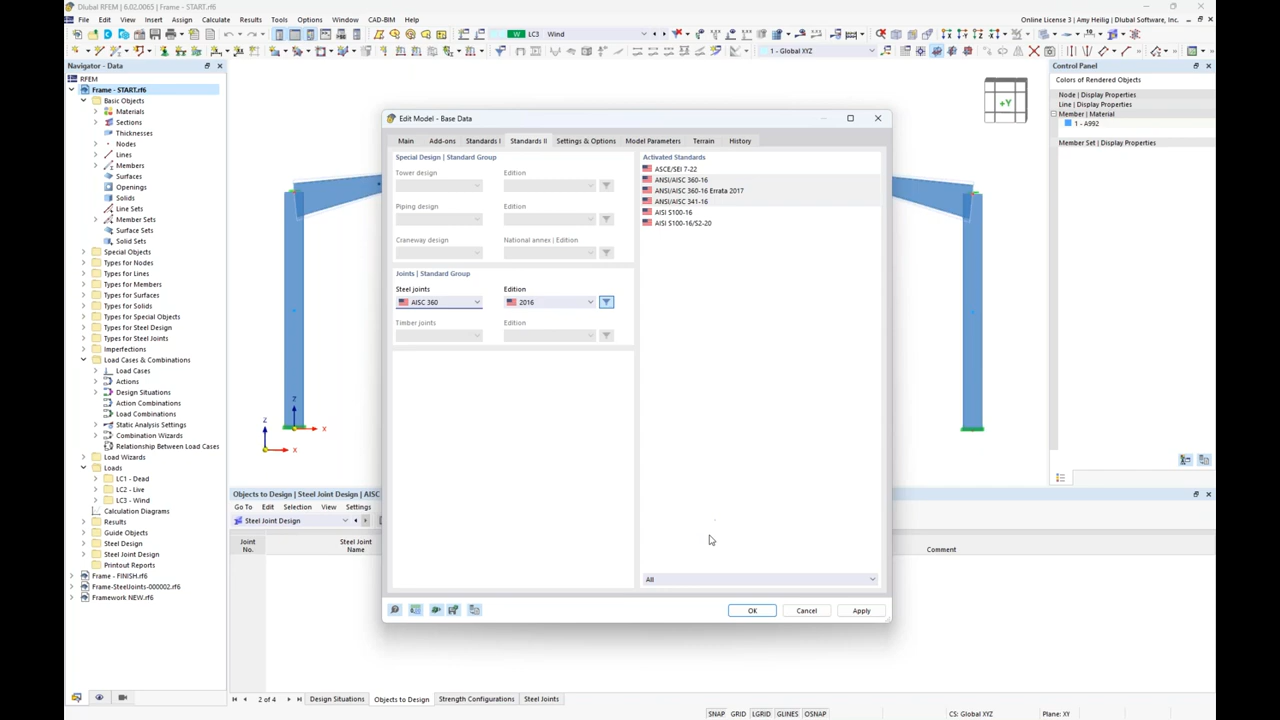 Dlubal RFEM | 6.02.0065 | Frame - START.rf6
File Edit View Insert Assign Calculate Results Tools Options Window CAD-BIM Help
Online License 3 | Amy Heilig | Dlubal Software, Inc.
W LC3 Wind
1 - Global XYZ
Navigator - Data
RFEM
Frame - START.rf6
Basic Objects
Materials
Sections
Thicknesses
Nodes
Lines
Members
Surfaces
Openings
Solids
Line Sets
Member Sets
Surface Sets
Solid Sets
Special Objects
Types for Nodes
Types for Lines
Types for Members
Types for Surfaces
Types for Solids
Types for Special Objects
Types for Steel Design
Types for Steel Joints
Imperfections
Load Cases & Combinations
Load Cases
Actions
Design Situations
Action Combinations
Load Combinations
Static Analysis Settings
Combination Wizards
Relationship Between Load Cases
Load Wizards
Loads
LC1 - Dead
LC2 - Live
LC3 - Wind
Calculation Diagrams
Results
Guide Objects
Steel Design
Steel Joint Design
Printout Reports
Frame - FINISH.rf6
Frame-SteelJoints-000002.rf6
Framework NEW.rf6
Z
Z
X
X
+Y
Edit Model - Base Data
Main Add-ons Standards I Standards II Settings & Options Model Parameters Terrain History
Special Design | Standard Group
Tower design Edition
Piping design Edition
Craneway design National annex | Edition
Joints | Standard Group
Steel joints Edition
AISC 360 2016
Timber joints Edition
Activated Standards
ASCE/SEI 7-22
ANSI/AISC 360-16
ANSI/AISC 360-16 Errata 2017
ANSI/AISC 341-16
AISI S100-16
AISI S100-16/S2-20
All
OK Cancel Apply
Control Panel
Colors of Rendered Objects
Node | Display Properties
Line | Display Properties
Member | Material
1 - A992
Member Set | Display Properties
Objects to Design | Steel Joint Design | AISC
Go To Edit Selection View Settings
Steel Joint Design
Joint
No.
Steel Joint
Name
Comment
2 of 4 Design Situations Objects to Design Strength Configurations Steel Joints
SNAP GRID LGRID GLINES OSNAP CS: Global XYZ Plane: XY